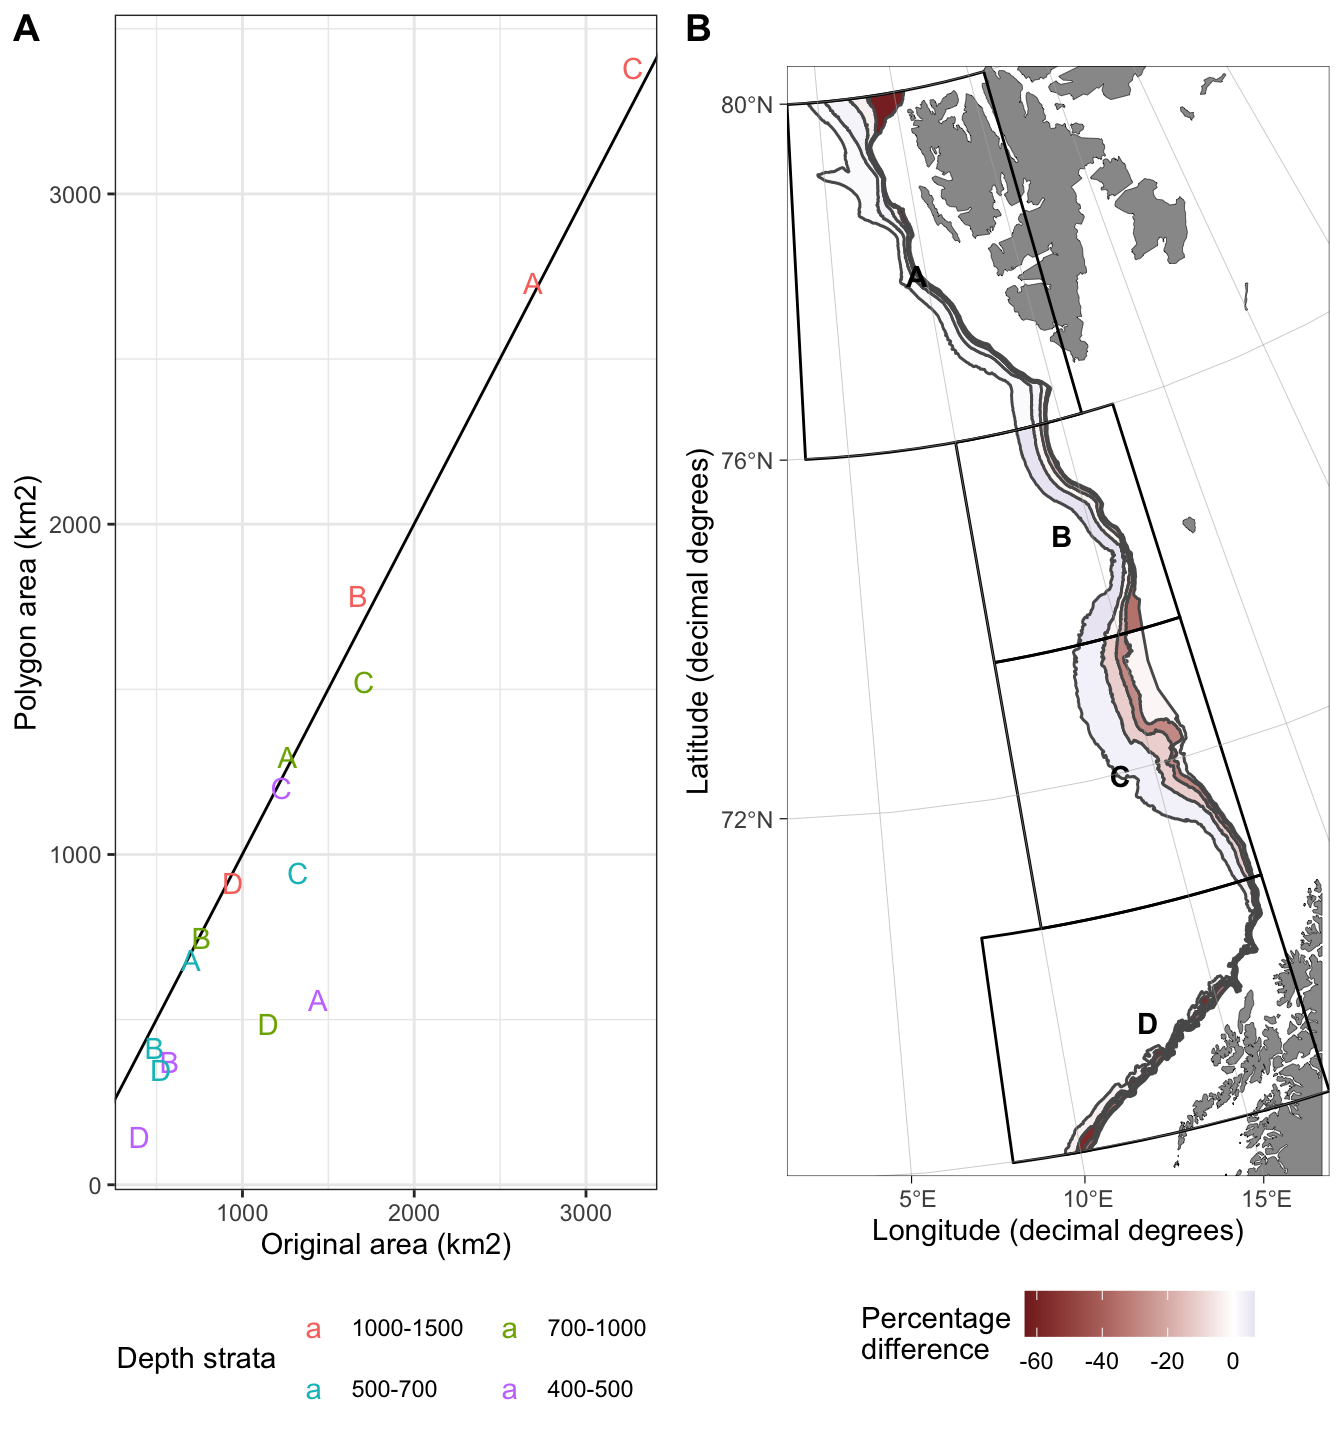 A
B
Polygon area (km2)
3000
2000
1000
0
C
A
B
C
A
C
C
D
B
A
A
D
B
B
D
D
1000
2000
3000
Original area (km2)
Depth strata
a 1000-1500
a 700-1000
a 500-700
a 400-500
Latitude (decimal degrees)
80°N
76°N
72°N
A
B
C
D
5°E
10°E
15°E
Longitude (decimal degrees)
Percentage
difference
-60
-40
-20
0